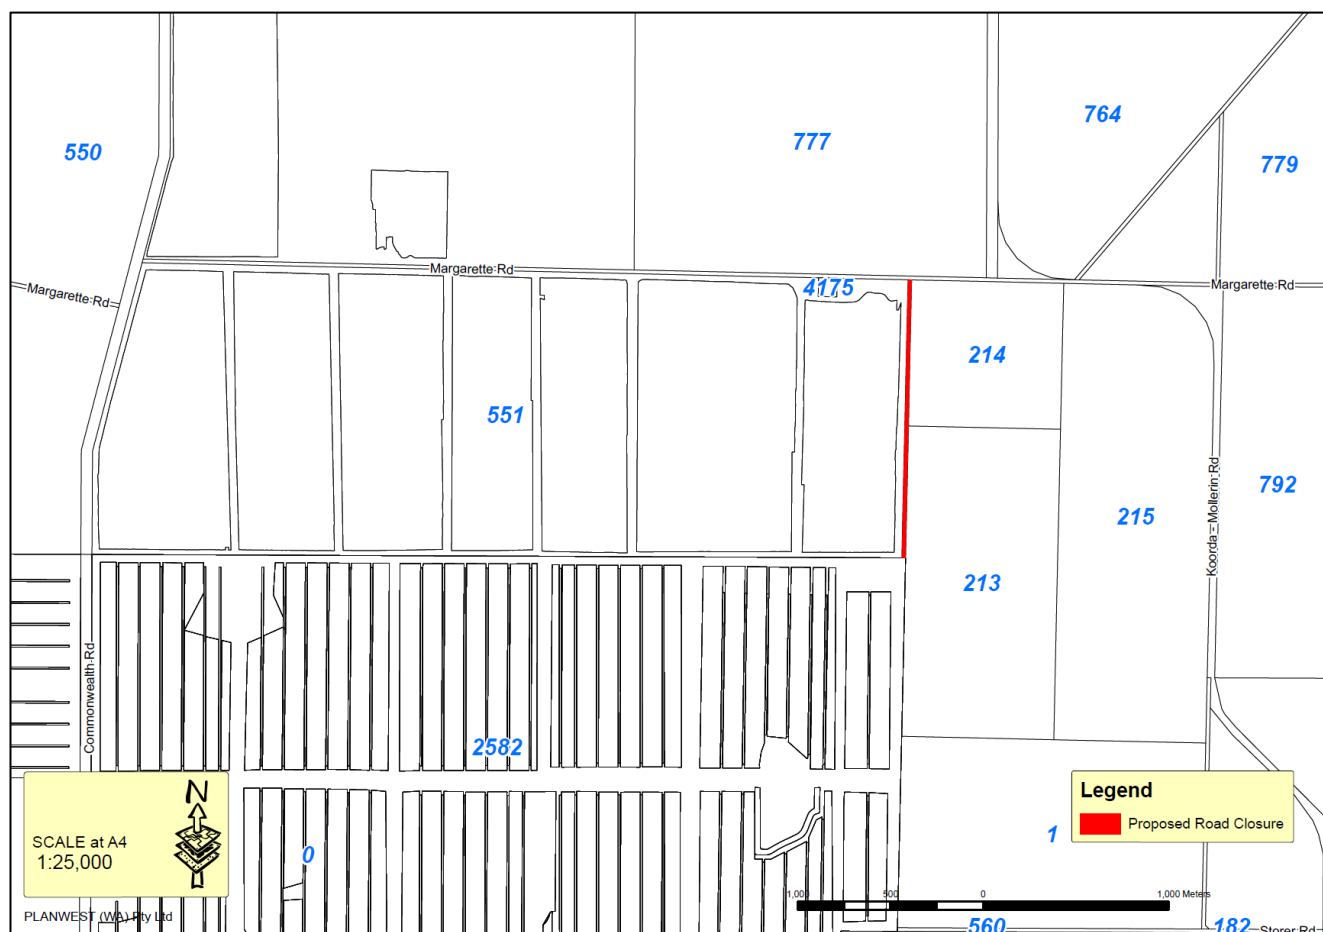 764
777
550
779
Margarette Rd
Margarette Rd
Margarette Rd
4175
214
551
792
215
Koorda - Mollerin Rd
213
Commonwealth Rd
2582
N
SCALE at A4
1:25,000
Legend
Proposed Road Closure
1
0
1,000
500
0
1,000 Meters
PLANWEST (WA) Pty Ltd
560
182
Storer Rd